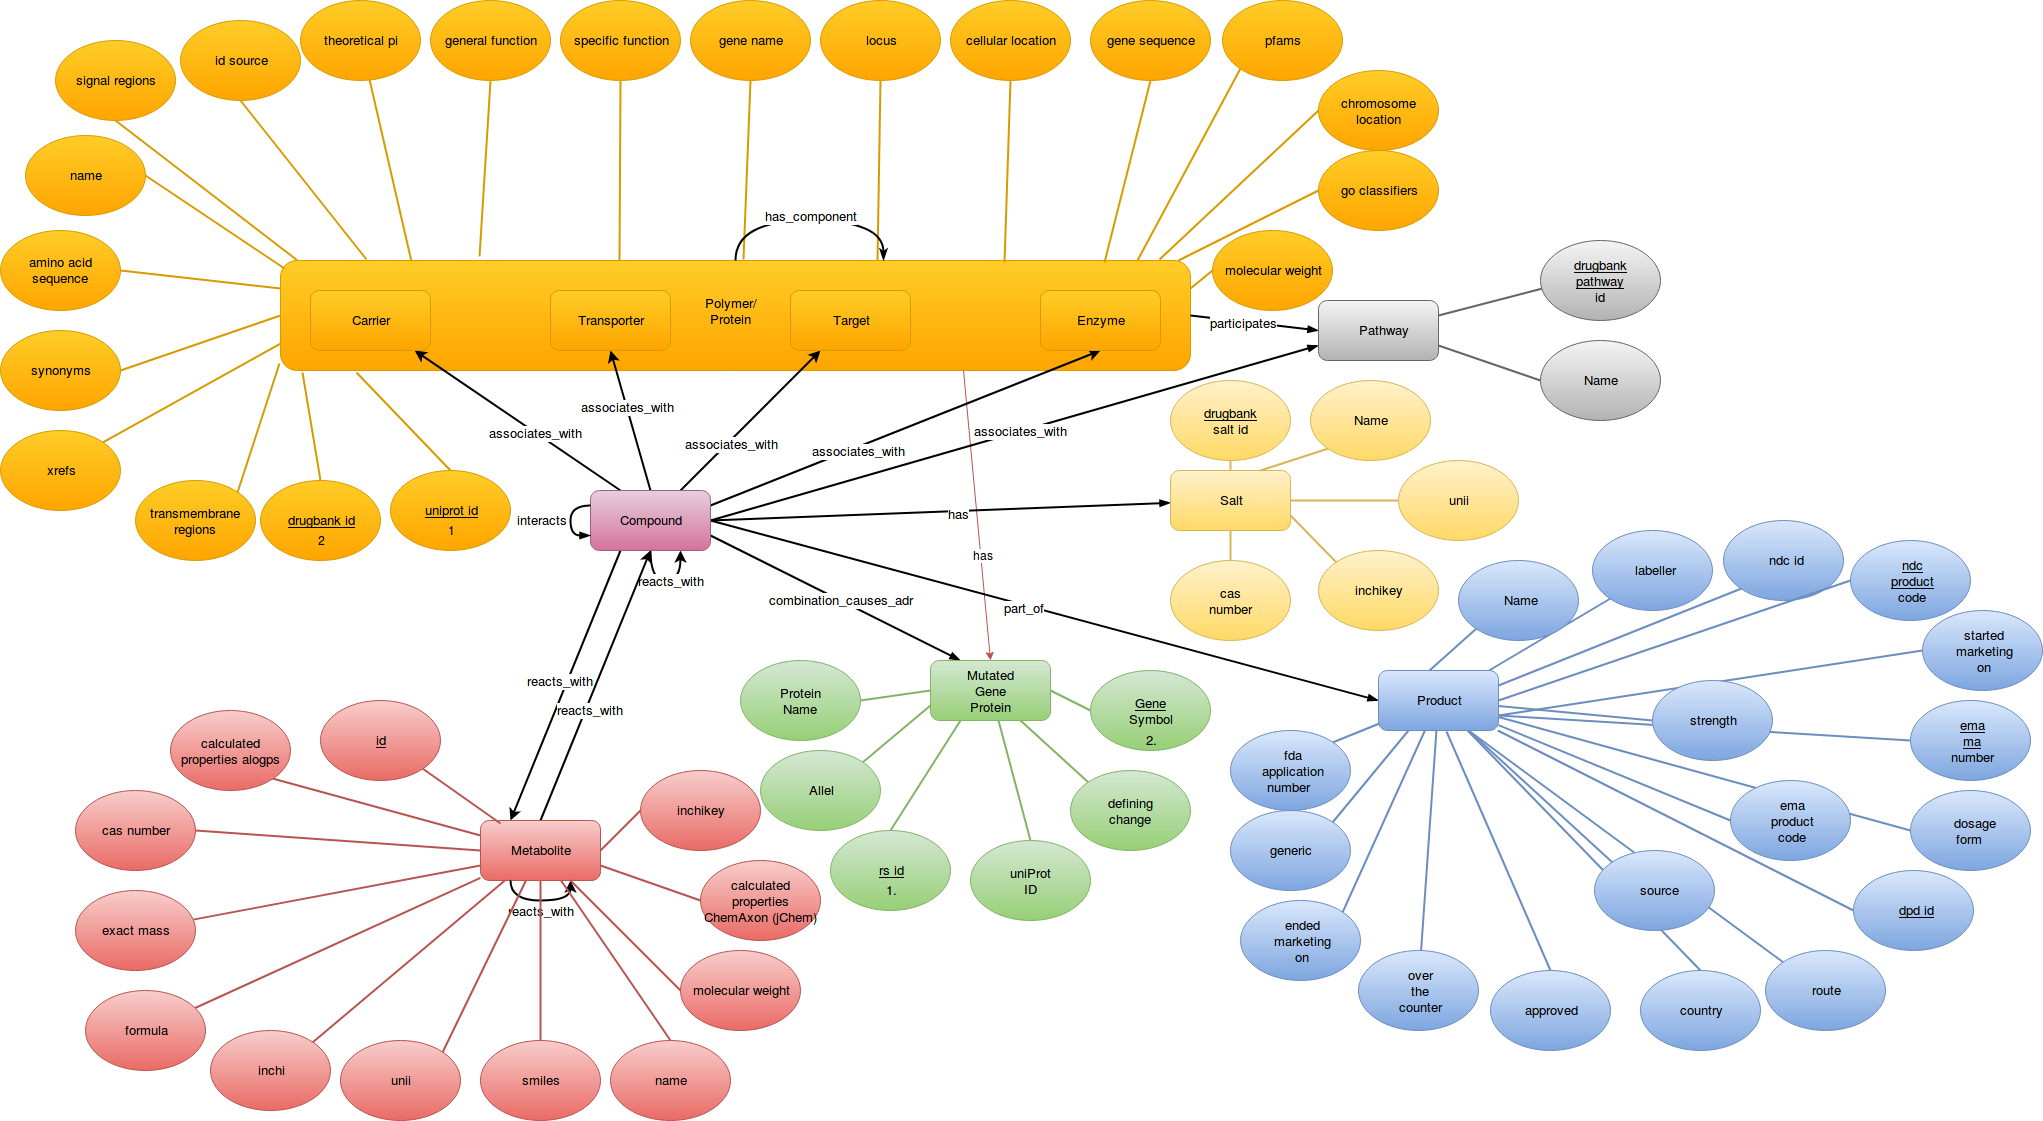 theoretical pi
general function
specific function
gene name
locus
cellular location
gene sequence
pfams
id source
signal regions
chromosome
location
name
go classifiers
has_component
amino acid
sequence
molecular weight
drugbank
pathway
id
Polymer/
Protein
Carrier
Transporter
Target
Enzyme
participates
Pathway
synonyms
Name
associates_with
associates_with
associates_with
associates_with
associates_with
drugbank
salt id
Name
xrefs
transmembrane
regions
drugbank id
2
uniprot id
1
interacts
Compound
has
Salt
unii
has
reacts_with
combination_causes_adr
part_of
cas
number
inchikey
Name
labeller
ndc id
ndc
product
code
started
marketing
on
reacts_with
reacts_with
Protein
Name
Mutated
Gene
Protein
Gene
Symbol
2.
Product
strength
ema
ma
number
calculated
properties alogps
id
fda
application
number
Allel
defining
change
generic
ema
product
code
dosage
form
cas number
inchikey
Metabolite
rs id
1.
uniProt
ID
source
dpd id
calculated
properties
ChemAxon (jChem)
reacts_with
exact mass
ended
marketing
on
over
the
counter
approved
country
route
molecular weight
formula
inchi
unii
smiles
name